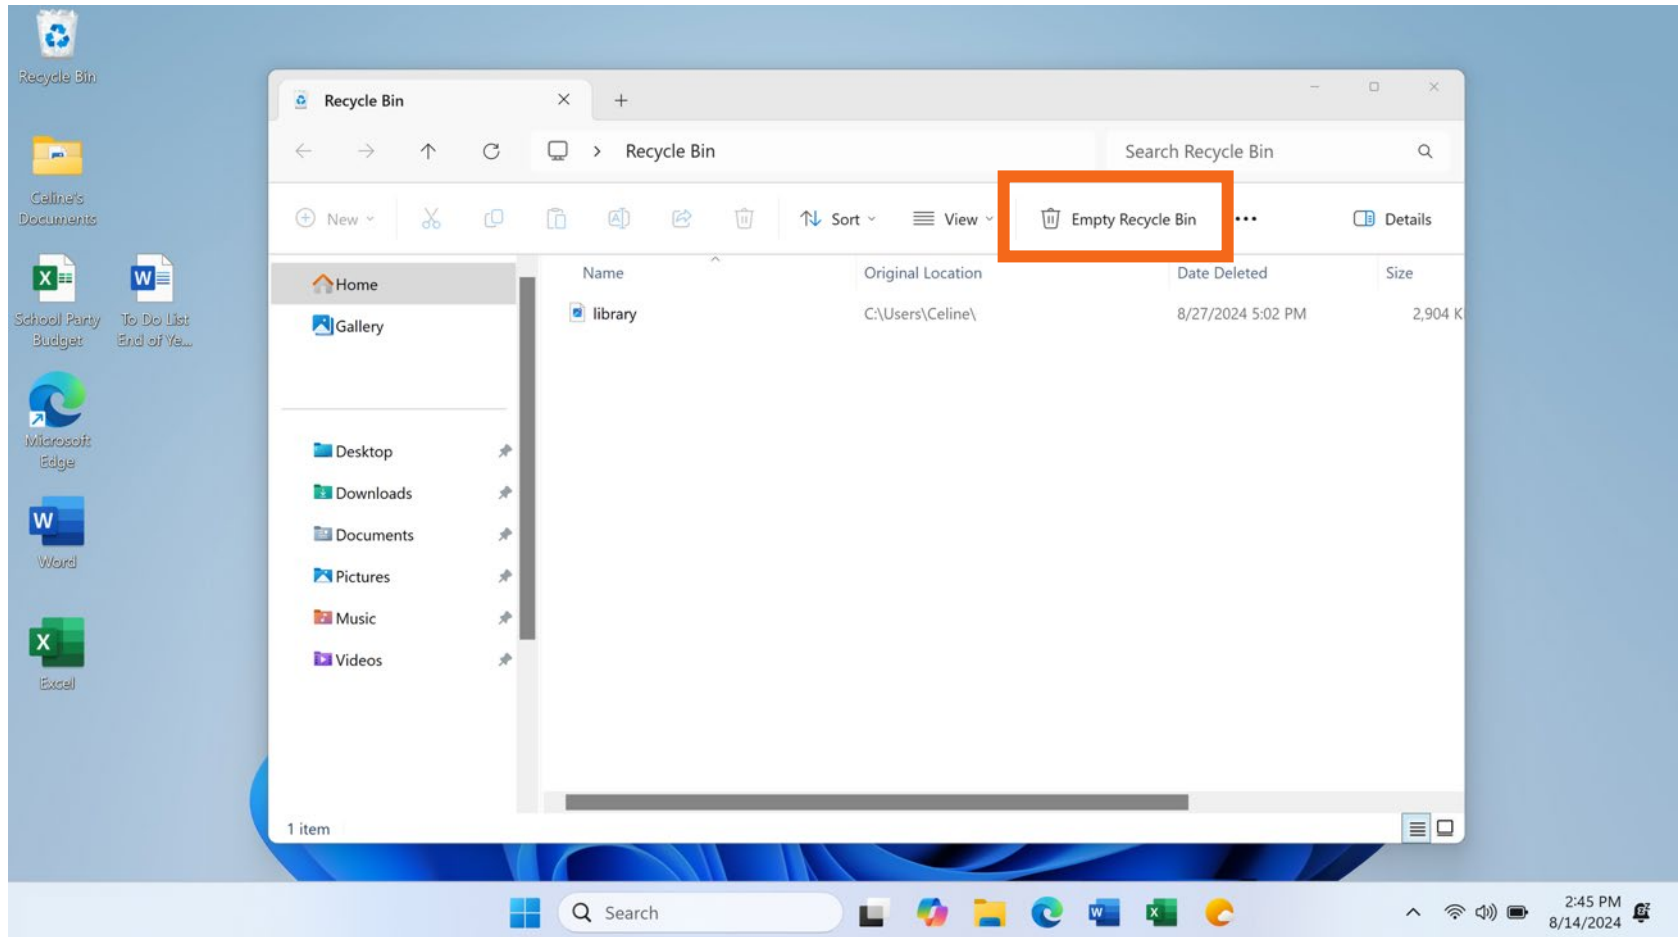 Recycle Bin
Celine's
Documents
School Party
Budget
To Do List
End of Ye...
Microsoft
Edge
Word
Excel
Recycle Bin
Recycle Bin
Search Recycle Bin
New
Sort
View
Empty Recycle Bin
Details
Home
Gallery
Desktop
Downloads
Documents
Pictures
Music
Videos
Name Original Location Date Deleted Size
library C:\Users\Celine\ 8/27/2024 5:02 PM 2,904 K
1 item
Search
2:45 PM
8/14/2024